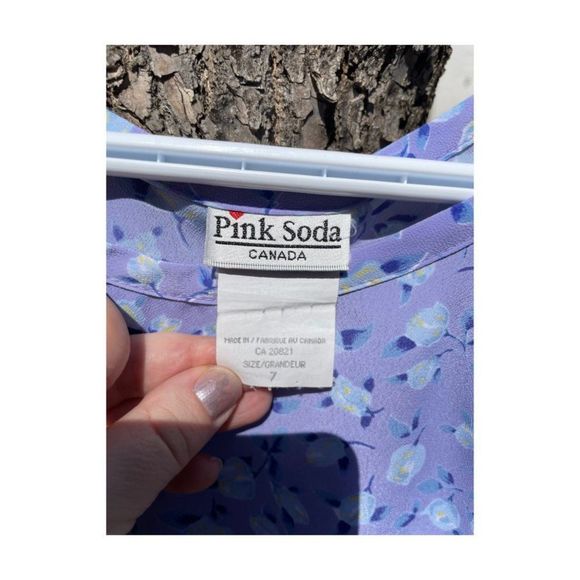 Pink Soda
CANADA
MADE IN / FABRIQUE AU CANADA
CA 20821
SIZE/GRANDEUR
7